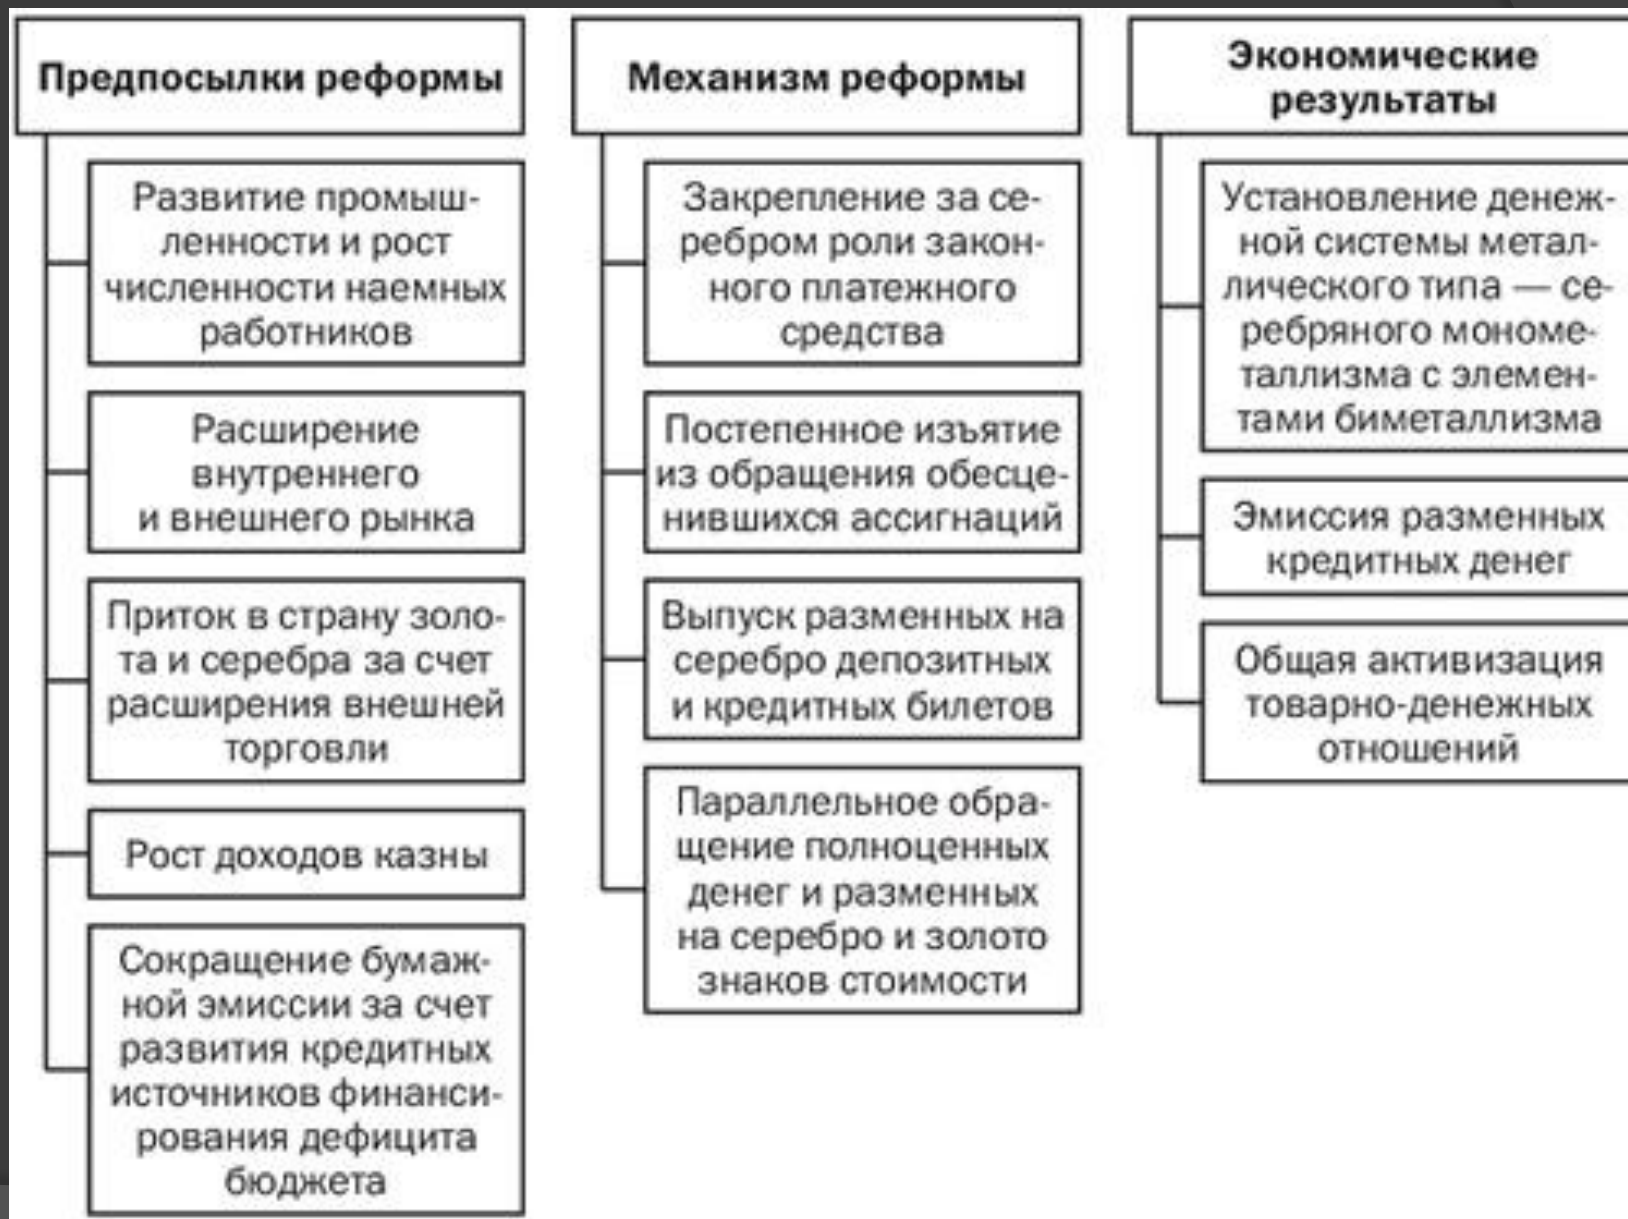 Предпосылки реформы
Развитие промыш-
ленности и рост
численности наемных
работников
Расширение
внутреннего
и внешнего рынка
Приток в страну золо-
та и серебра за счет
расширения внешней
торговли
Рост доходов казны
Сокращение бумаж-
ной эмиссии за счет
развития кредитных
источников финанси-
рования дефицита
бюджета
Механизм реформы
Закрепление за се-
ребром роли закон-
ного платежного
средства
Постепенное изъятие
из обращения обесце-
нившихся ассигнаций
Выпуск разменных на
серебро депозитных
и кредитных билетов
Параллельное обра-
щение полноценных
денег и разменных
на серебро и золото
знаков стоимости
Экономические
результаты
Установление денеж-
ной системы метал-
лического типа — се-
ребряного мономе-
таллизма с элемен-
тами биметаллизма
Эмиссия разменных
кредитных денег
Общая активизация
товарно-денежных
отношений